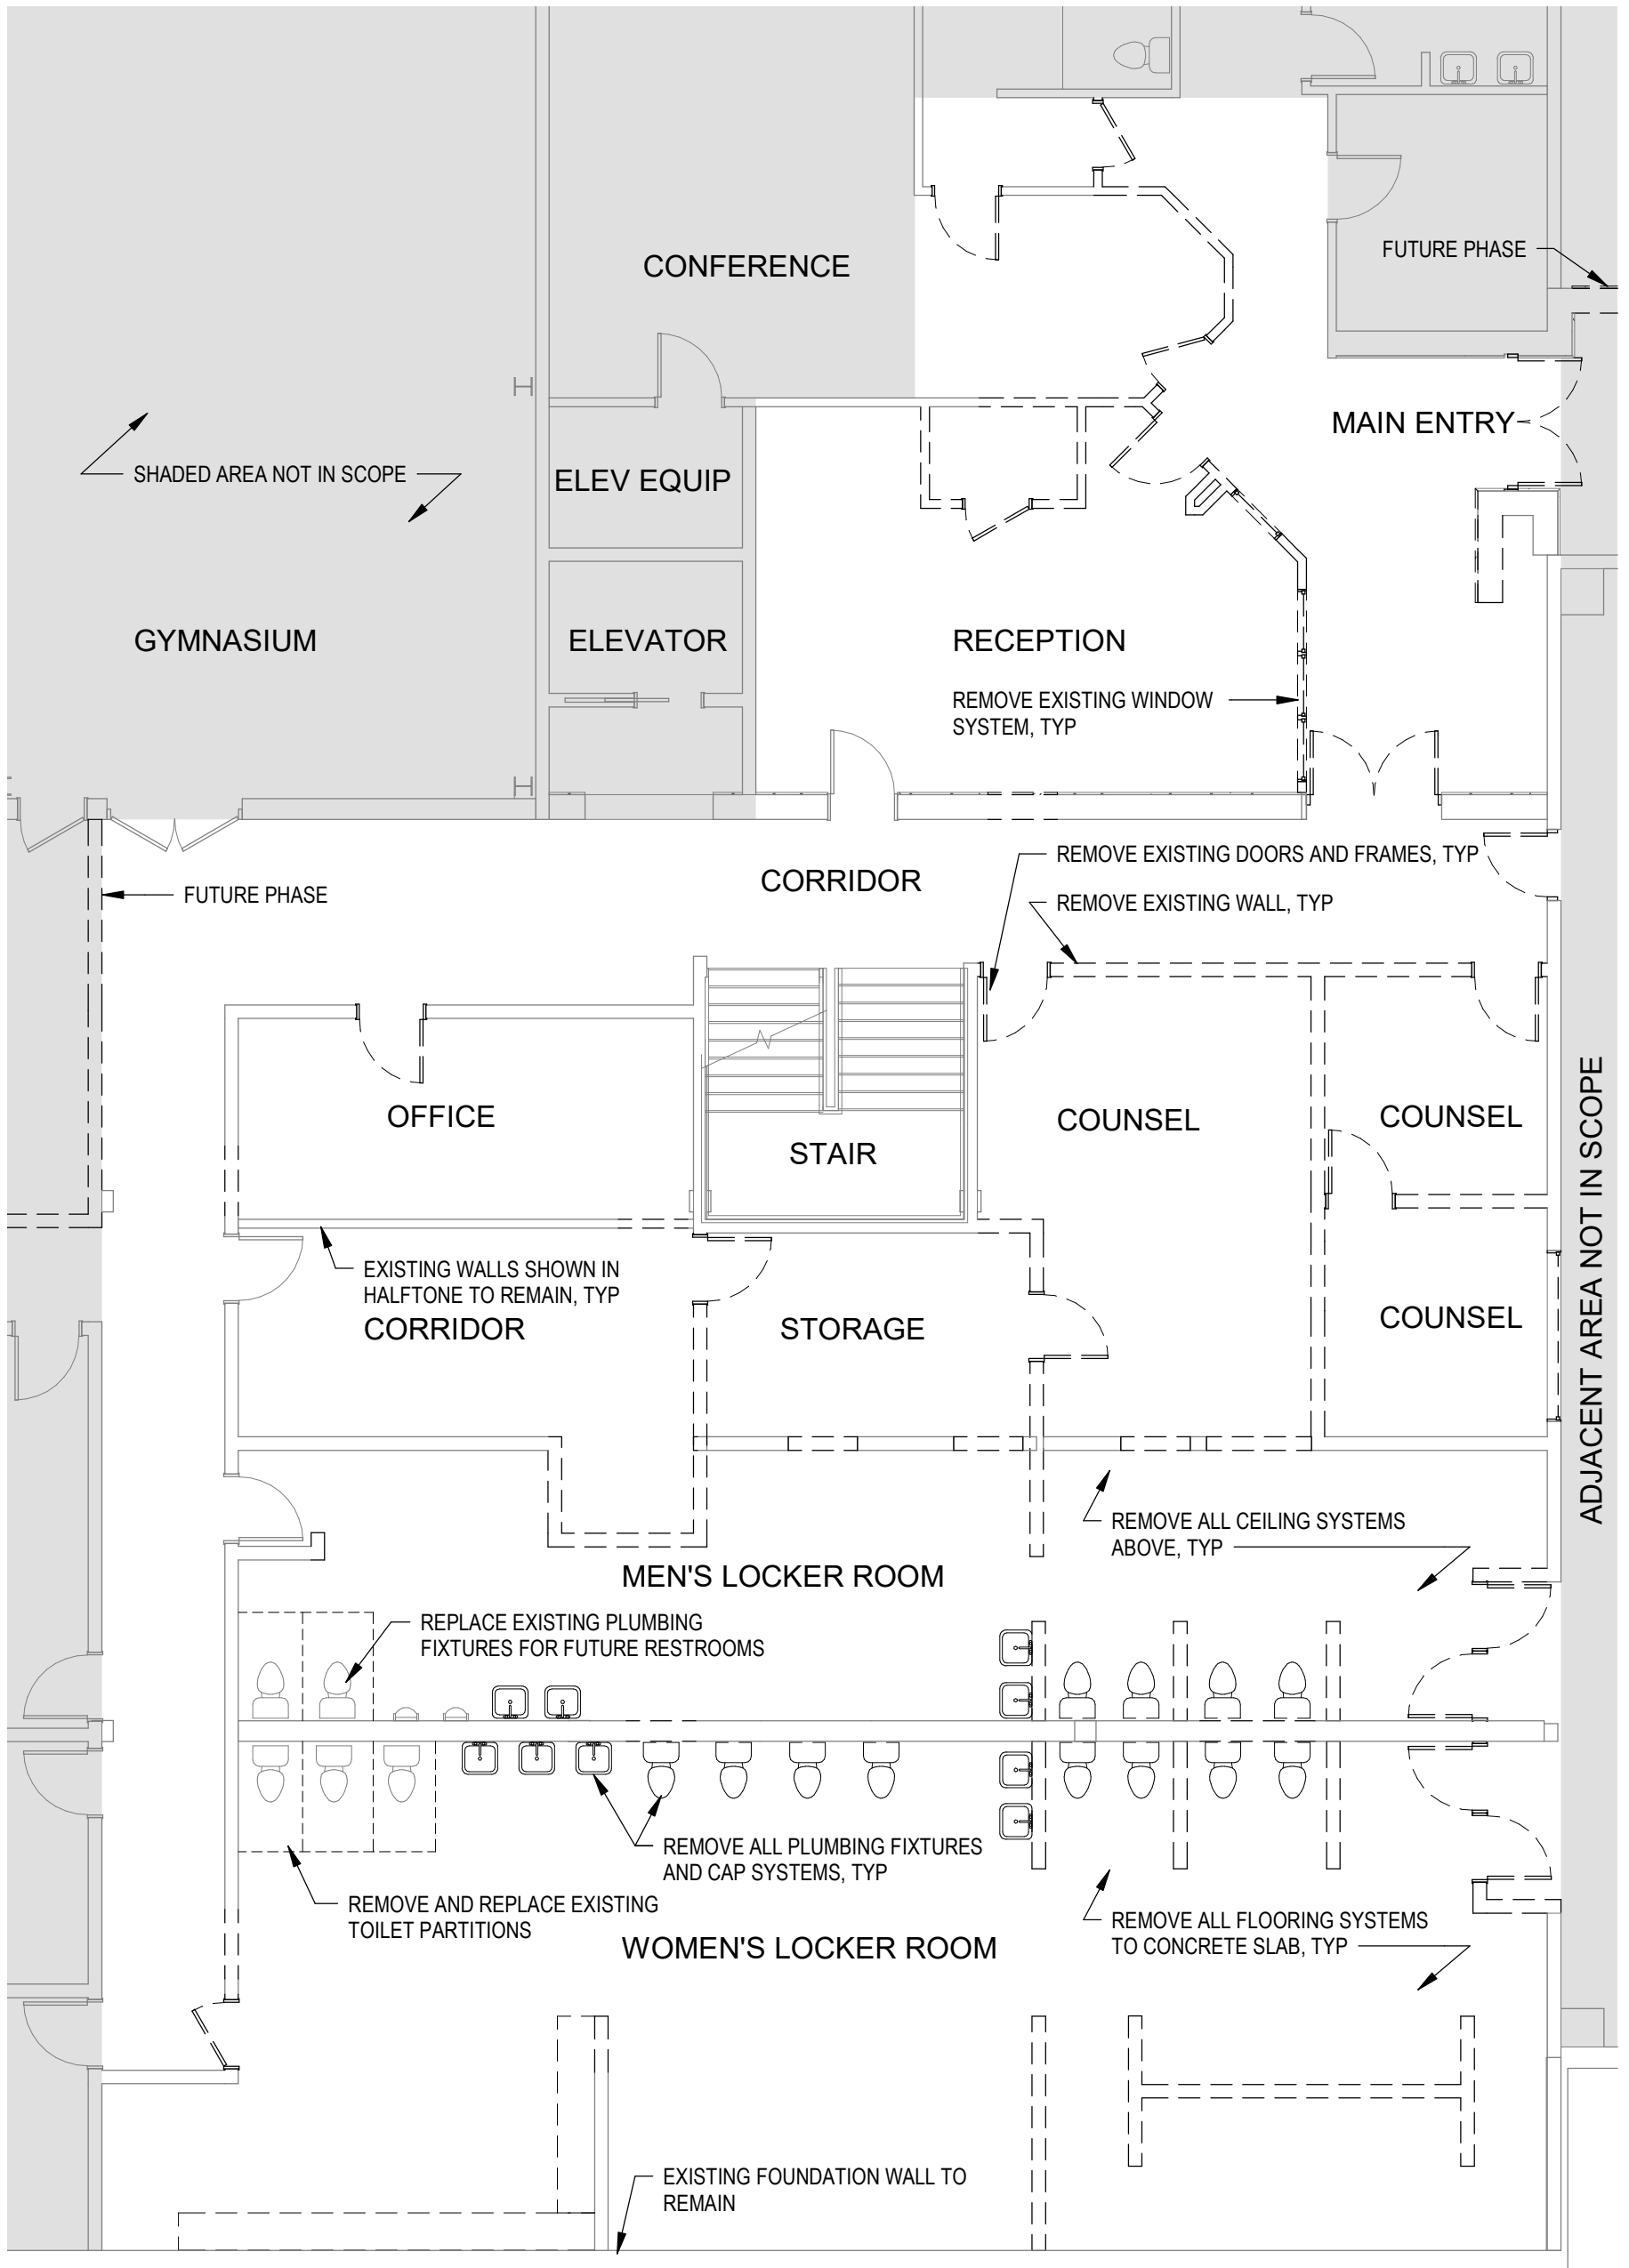 CONFERENCE
FUTURE PHASE
MAIN ENTRY
SHADED AREA NOT IN SCOPE
ELEV EQUIP
GYMNASIUM
ELEVATOR
RECEPTION
REMOVE EXISTING WINDOW
SYSTEM, TYP
REMOVE EXISTING DOORS AND FRAMES, TYP
CORRIDOR
FUTURE PHASE
REMOVE EXISTING WALL, TYP
OFFICE
STAIR
COUNSEL
COUNSEL
ADJACENT AREA NOT IN SCOPE
EXISTING WALLS SHOWN IN
HALFTONE TO REMAIN, TYP
CORRIDOR
STORAGE
COUNSEL
REMOVE ALL CEILING SYSTEMS
ABOVE, TYP
MEN'S LOCKER ROOM
REPLACE EXISTING PLUMBING
FIXTURES FOR FUTURE RESTROOMS
REMOVE ALL PLUMBING FIXTURES
AND CAP SYSTEMS, TYP
REMOVE AND REPLACE EXISTING
TOILET PARTITIONS
REMOVE ALL FLOORING SYSTEMS
TO CONCRETE SLAB, TYP
WOMEN'S LOCKER ROOM
EXISTING FOUNDATION WALL TO
REMAIN